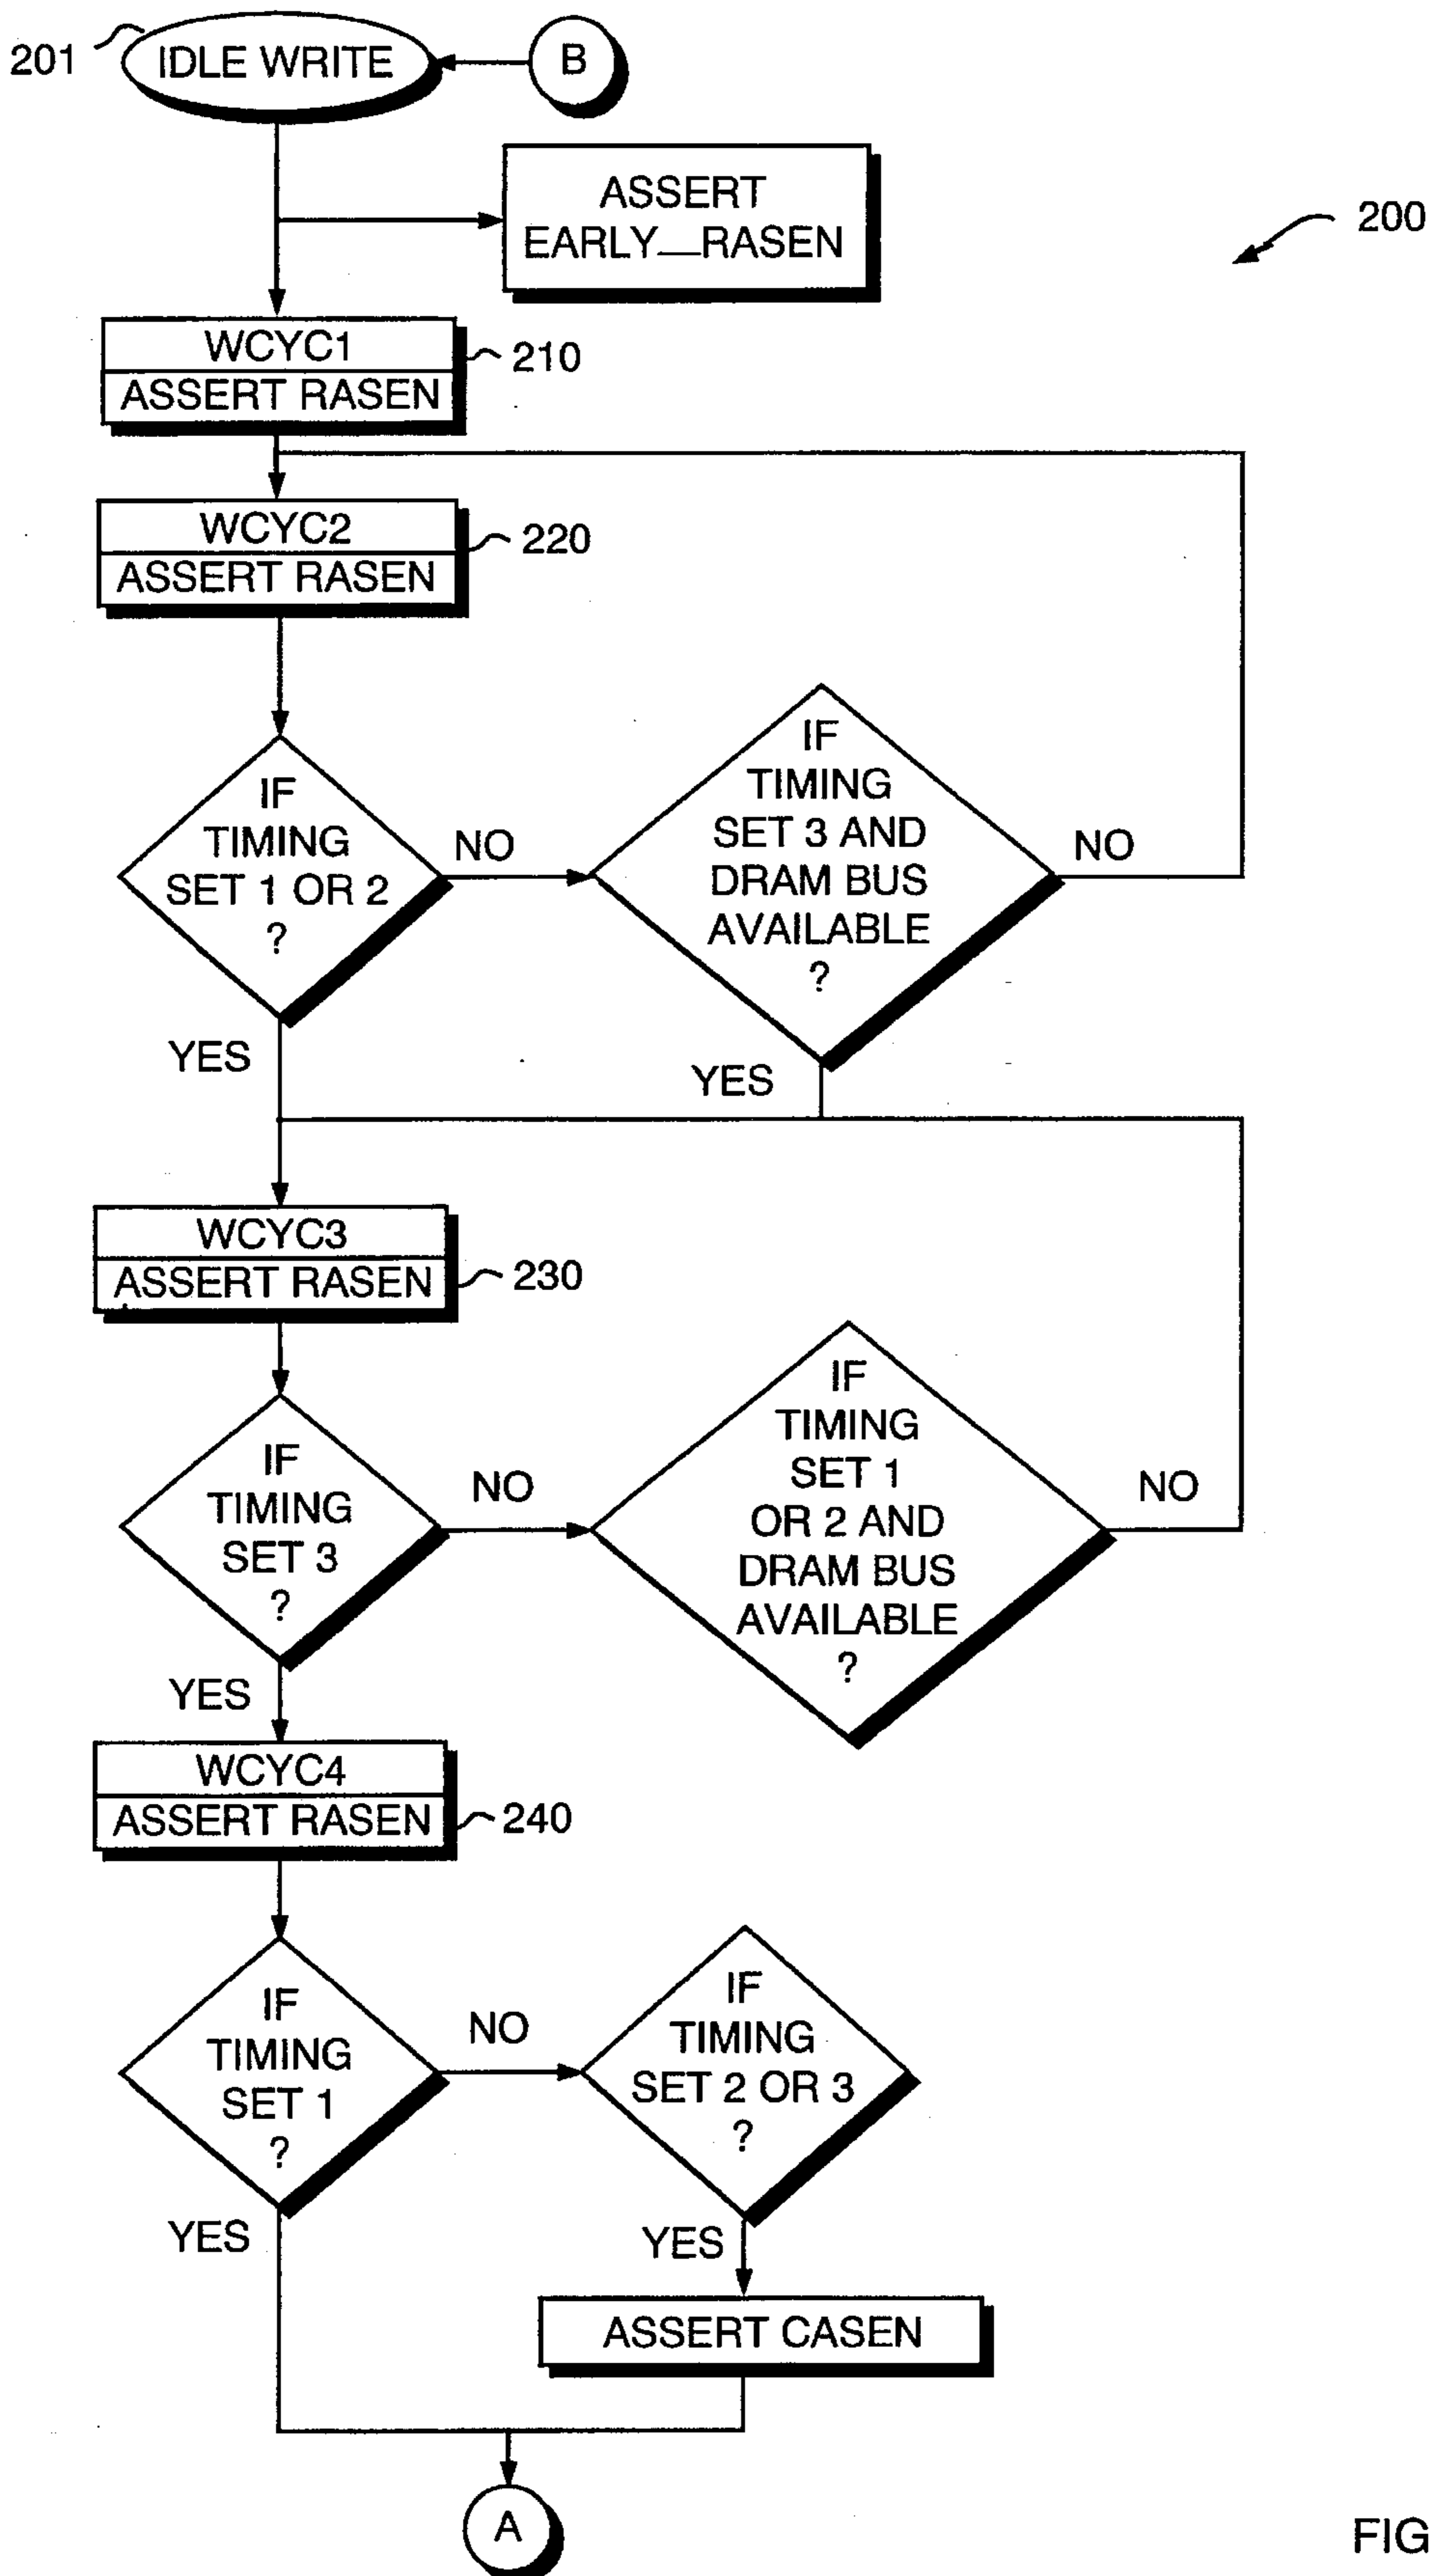 201
IDLE WRITE
B
ASSERT
EARLY__RASEN
200
WCYC1
ASSERT RASEN
210
WCYC2
ASSERT RASEN
220
IF
TIMING
SET 1 OR 2
?
NO
IF
TIMING
SET 3 AND
DRAM BUS
AVAILABLE
?
NO
YES
YES
WCYC3
ASSERT RASEN
230
IF
TIMING
SET 3
?
NO
IF
TIMING
SET 1
OR 2 AND
DRAM BUS
AVAILABLE
?
NO
YES
WCYC4
ASSERT RASEN
240
IF
TIMING
SET 1
?
NO
IF
TIMING
SET 2 OR 3
?
YES
YES
ASSERT CASEN
A
FIG